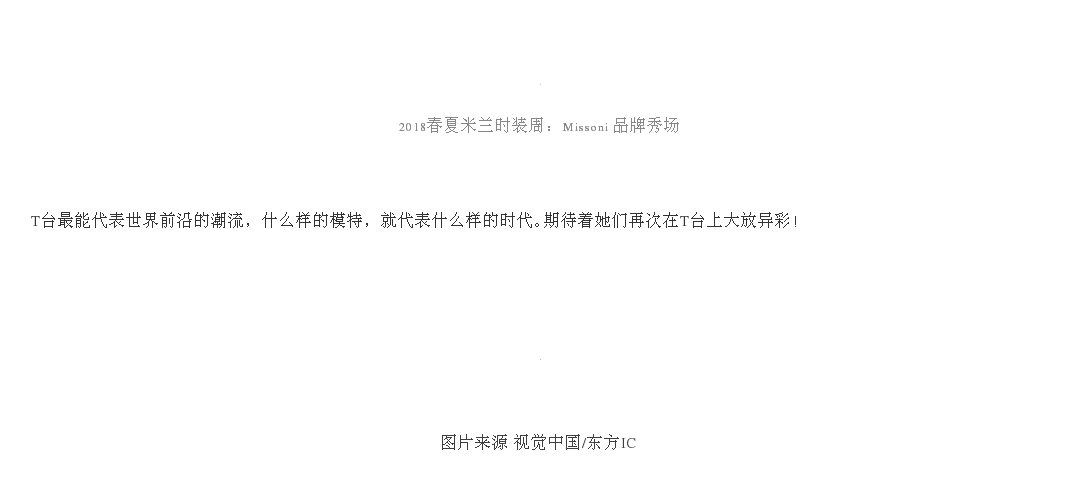 2018春夏米兰时装周：Missoni 品牌秀场
T台最能代表世界前沿的潮流，什么样的模特，就代表什么样的时代。期待着她们再次在T台上大放异彩！
图片来源 视觉中国/东方IC